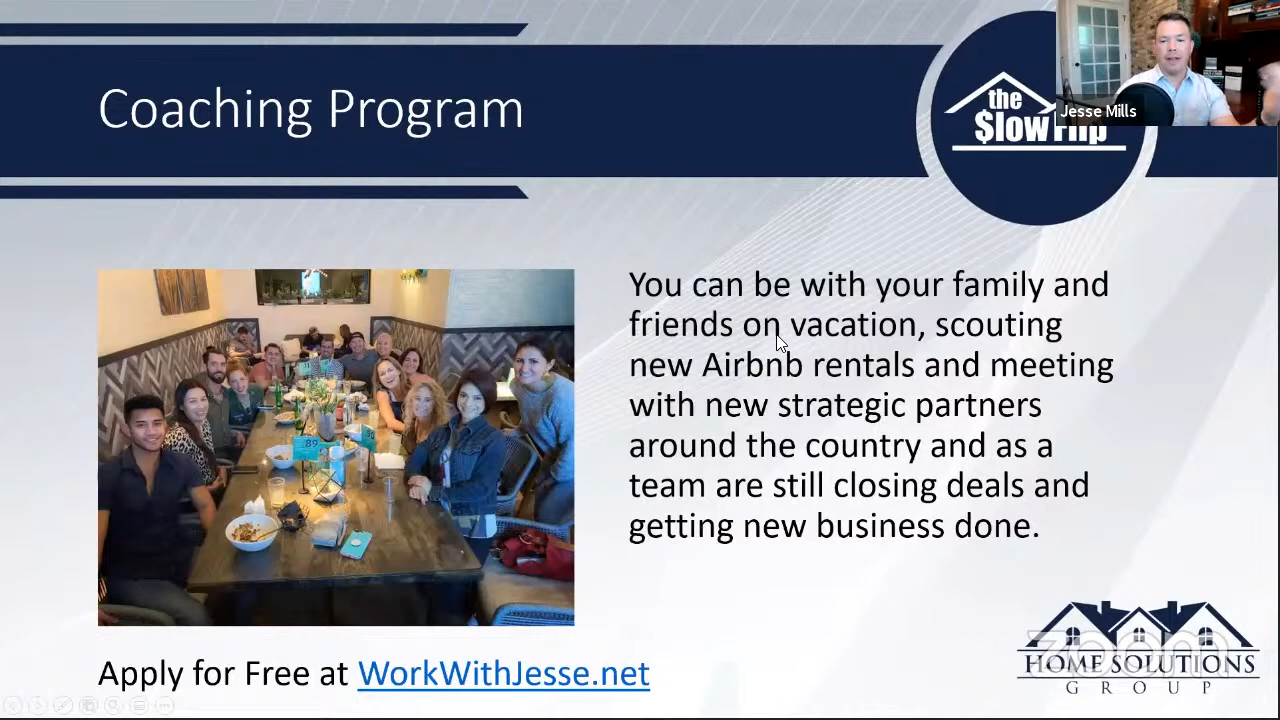 Coaching Program
the
$low Flip
Jesse Mills
You can be with your family and
friends on vacation, scouting
new Airbnb rentals and meeting
with new strategic partners
around the country and as a
team are still closing deals and
getting new business done.
89
Apply for Free at WorkWithJesse.net
zoom
HOME SOLUTIONS
GROUP